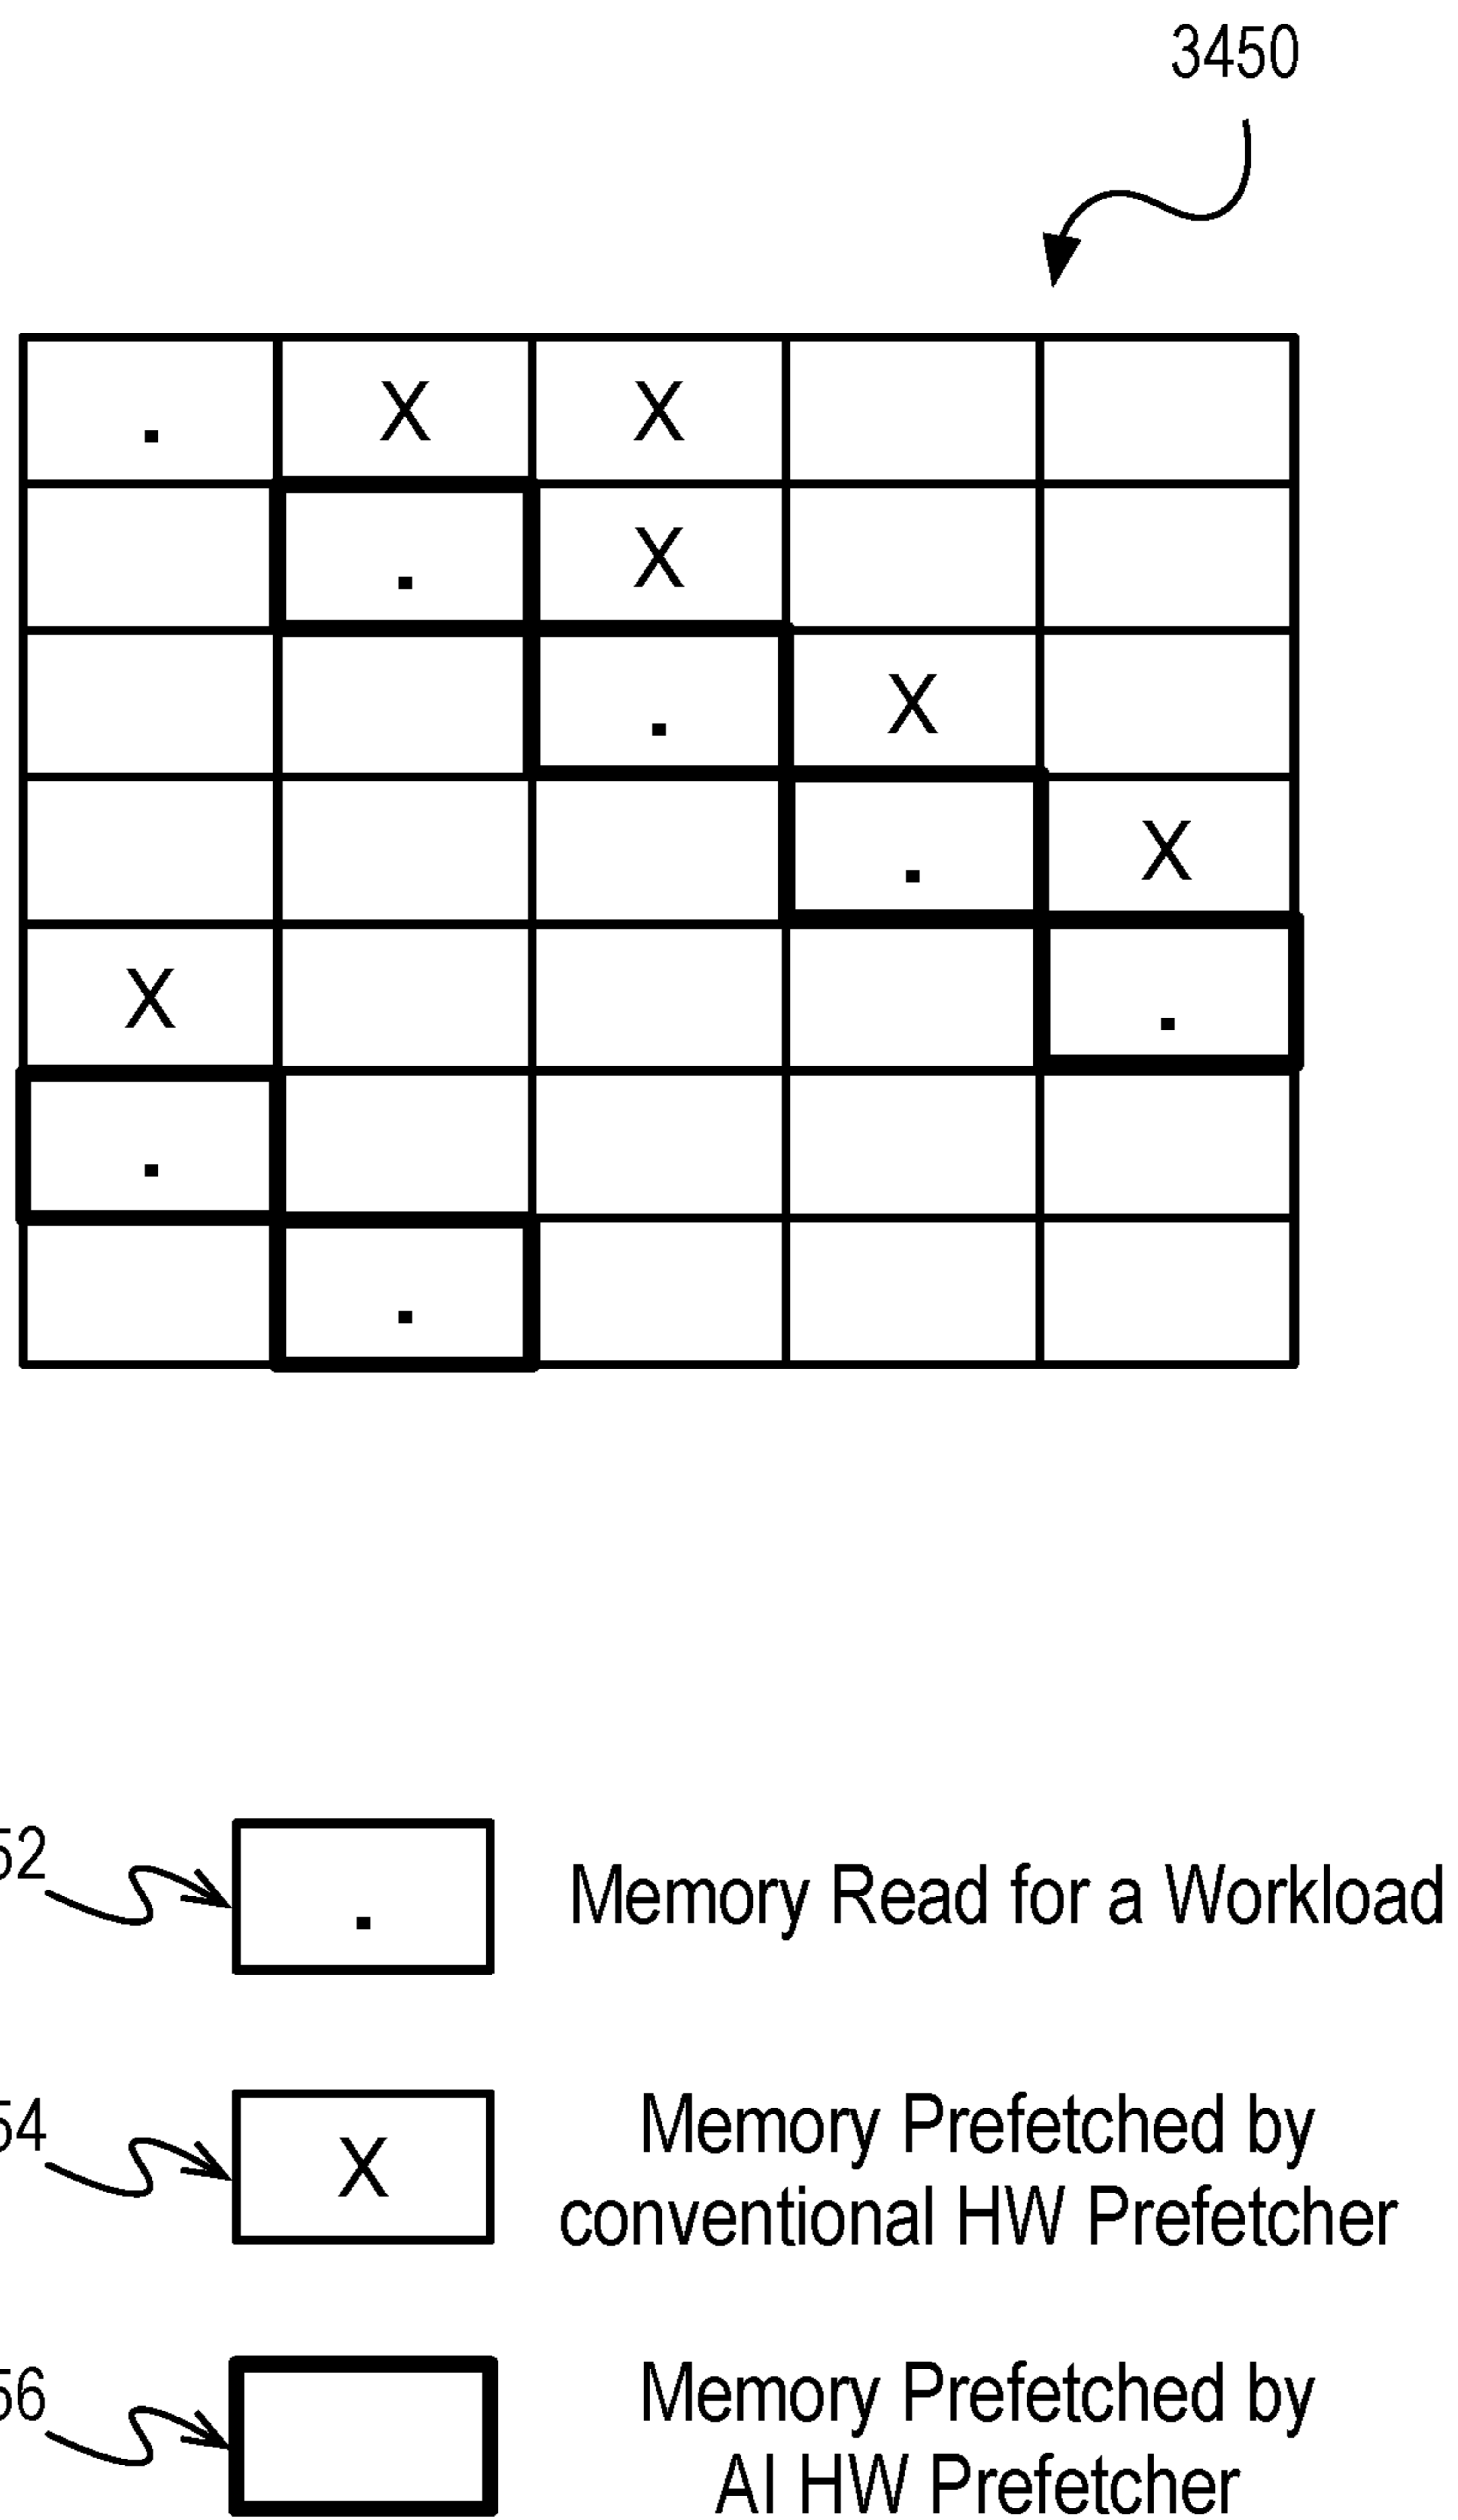 3450
. X X
. X
. X
. X
X .
.
.
52
. Memory Read for a Workload
54
X Memory Prefetched by
conventional HW Prefetcher
56
Memory Prefetched by
AI HW Prefetcher